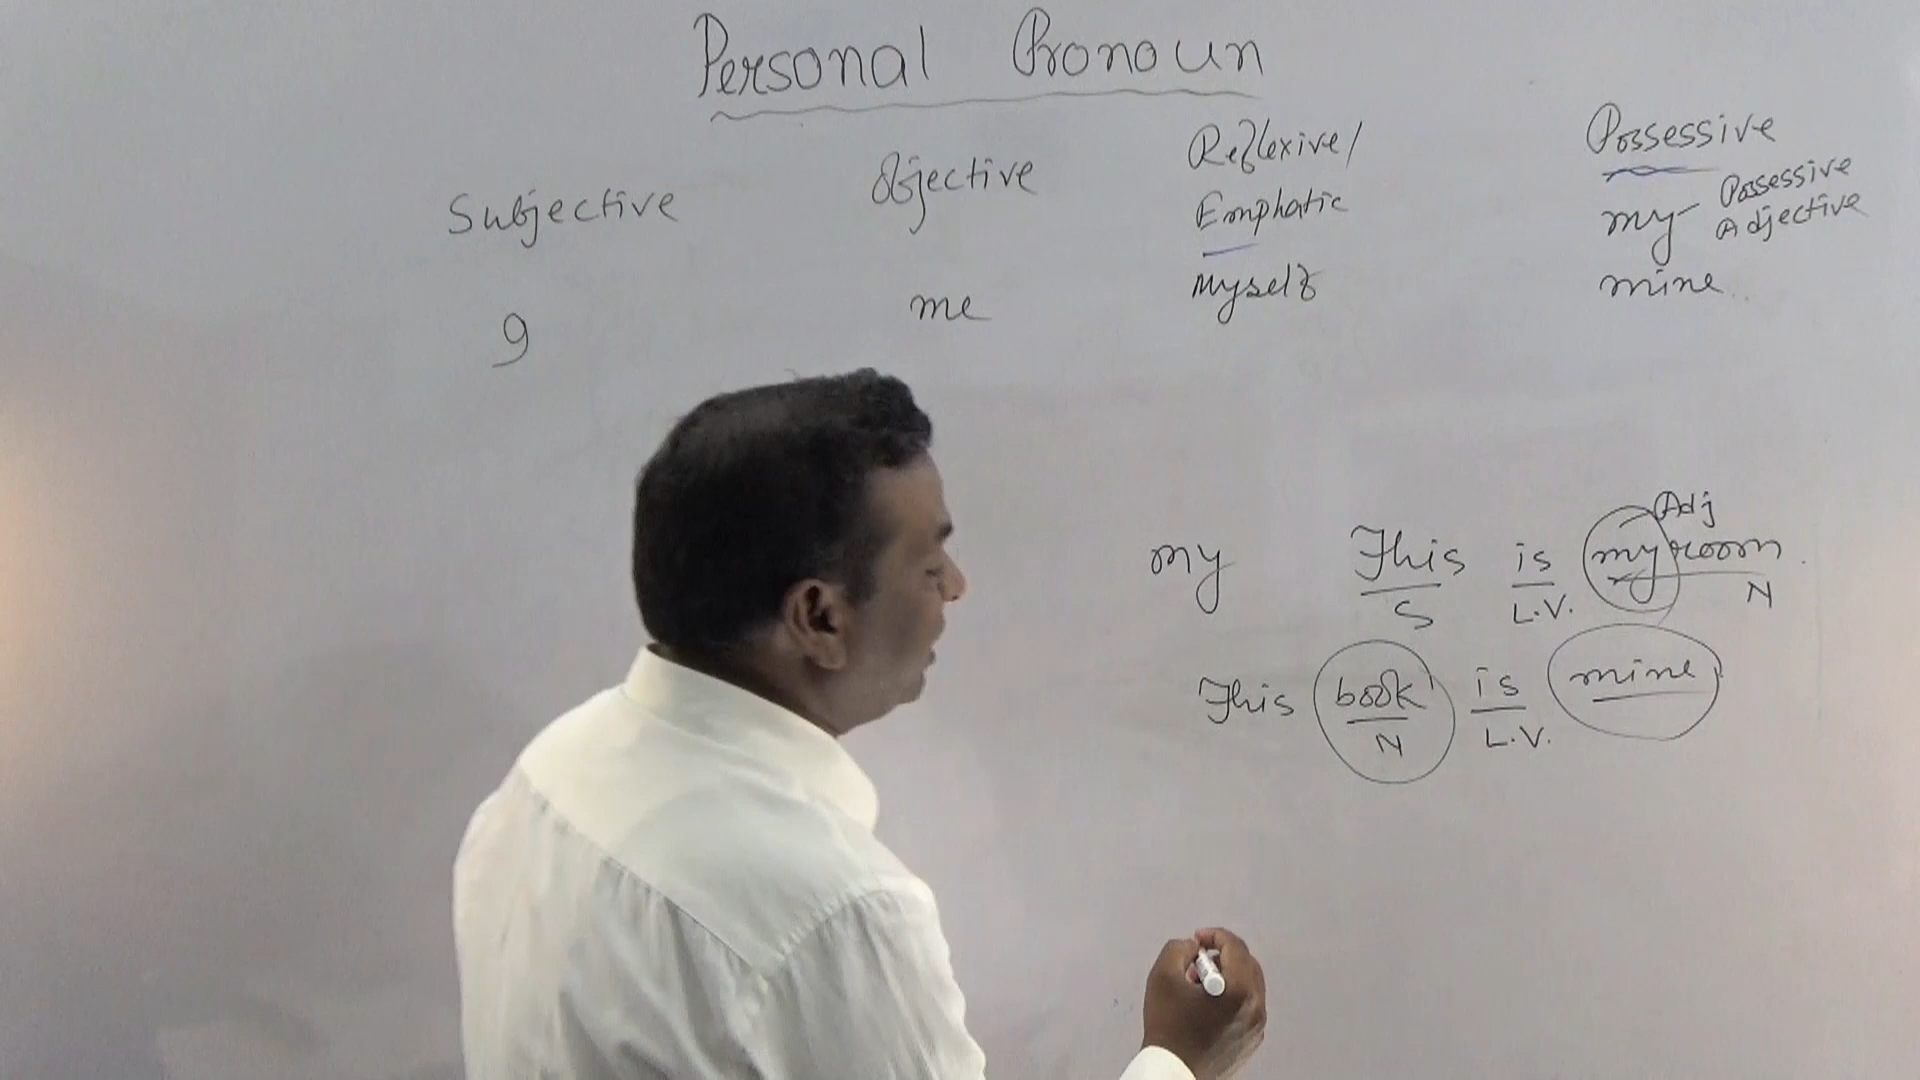 Personal Pronoun
Subjective Objective Reflexive/ Emphatic Possessive
I me Myself my Possessive Adjective
mine
Adj
my This is my room
S L.V. N
This book is mine
N L.V.